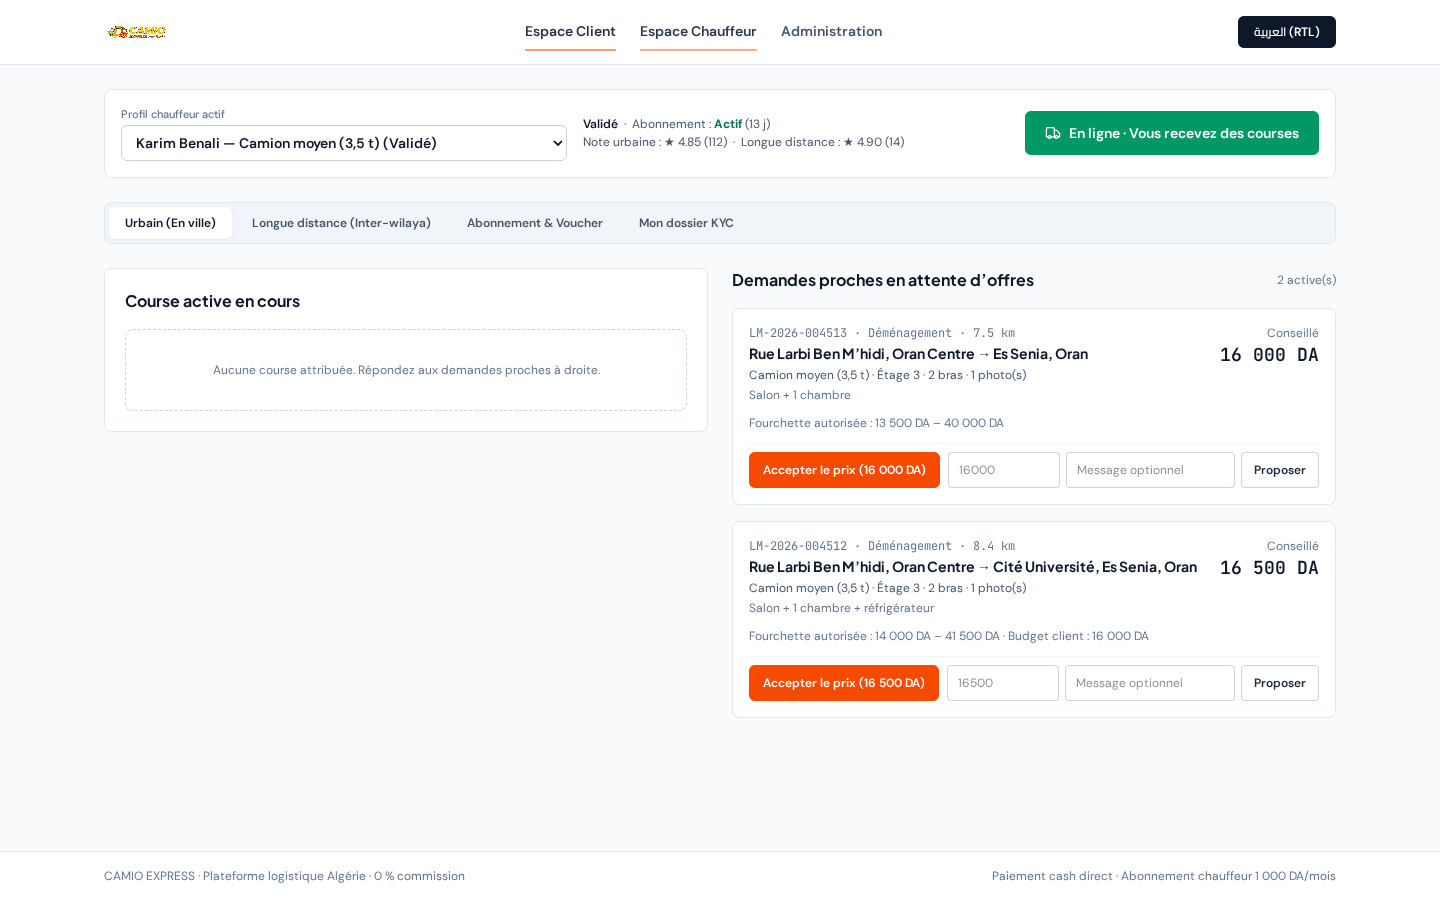 CAMIO
Espace Client
Espace Chauffeur
Administration
العربية (RTL)
Profil chauffeur actif
Karim Benali — Camion moyen (3,5 t) (Validé)
Validé · Abonnement : Actif (13 j)
Note urbaine : ★ 4.85 (112) · Longue distance : ★ 4.90 (14)
En ligne · Vous recevez des courses
Urbain (En ville)
Longue distance (Inter-wilaya)
Abonnement & Voucher
Mon dossier KYC
Course active en cours
Aucune course attribuée. Répondez aux demandes proches à droite.
Demandes proches en attente d’offres
2 active(s)
LM-2026-004513 · Déménagement · 7.5 km
Conseillé
Rue Larbi Ben M’hidi, Oran Centre → Es Senia, Oran
16 000 DA
Camion moyen (3,5 t) · Étage 3 · 2 bras · 1 photo(s)
Salon + 1 chambre
Fourchette autorisée : 13 500 DA – 40 000 DA
Accepter le prix (16 000 DA)
16000
Message optionnel
Proposer
LM-2026-004512 · Déménagement · 8.4 km
Conseillé
Rue Larbi Ben M’hidi, Oran Centre → Cité Université, Es Senia, Oran
16 500 DA
Camion moyen (3,5 t) · Étage 3 · 2 bras · 1 photo(s)
Salon + 1 chambre + réfrigérateur
Fourchette autorisée : 14 000 DA – 41 500 DA · Budget client : 16 000 DA
Accepter le prix (16 500 DA)
16500
Message optionnel
Proposer
CAMIO EXPRESS · Plateforme logistique Algérie · 0 % commission
Paiement cash direct · Abonnement chauffeur 1 000 DA/mois